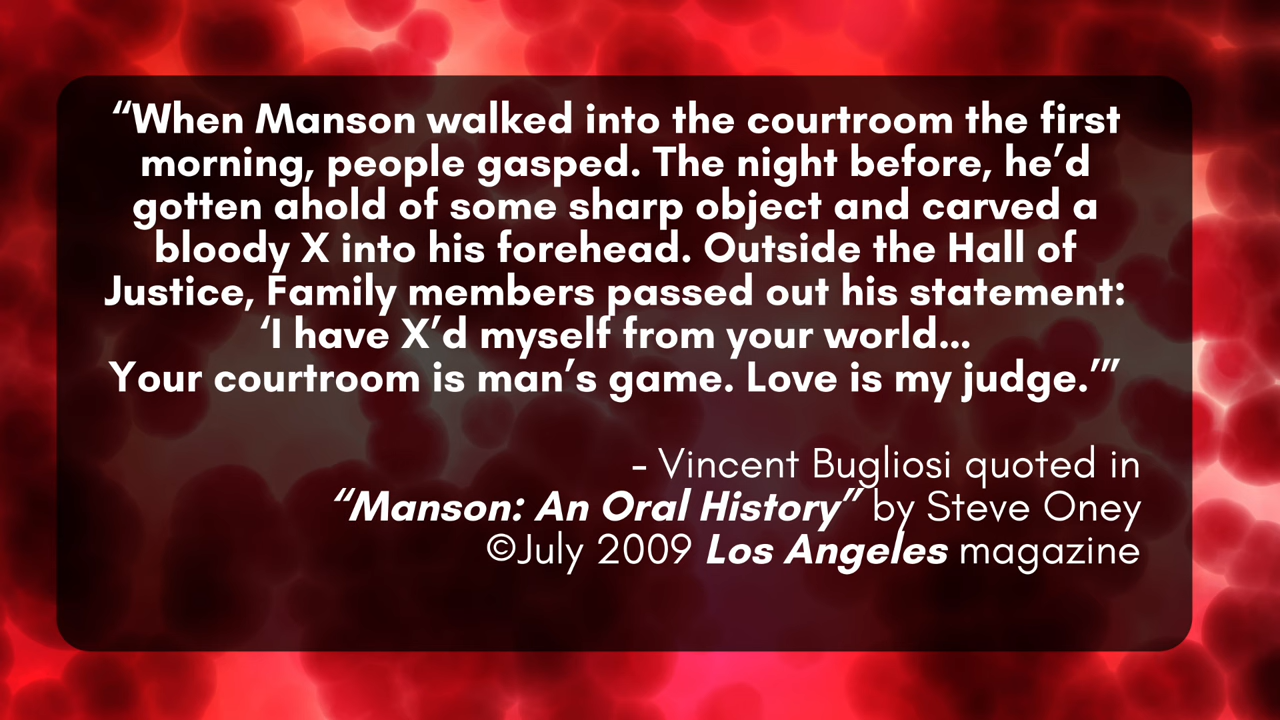 “When Manson walked into the courtroom the first
morning, people gasped. The night before, he’d
gotten ahold of some sharp object and carved a
bloody X into his forehead. Outside the Hall of
Justice, Family members passed out his statement:
‘I have X’d myself from your world...
Your courtroom is man’s game. Love is my judge.’”
- Vincent Bugliosi quoted in
“Manson: An Oral History” by Steve Oney
©July 2009 Los Angeles magazine